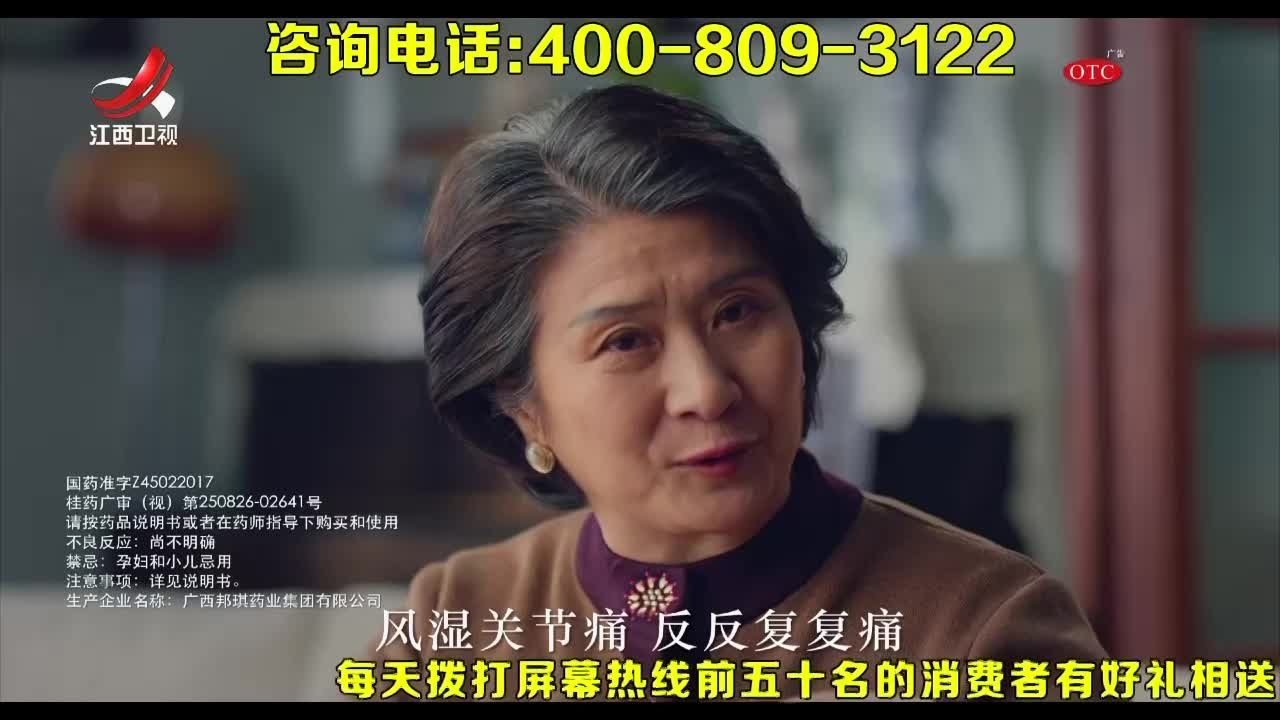 咨询电话:400-809-3122
广告
OTC
江西卫视
国药准字Z45022017
桂药广审（视）第250826-02641号
请按药品说明书或者在药师指导下购买和使用
不良反应：尚不明确
禁忌：孕妇和小儿忌用
注意事项：详见说明书。
生产企业名称：广西邦琪药业集团有限公司
风湿关节痛 反反复复痛
每天拨打屏幕热线前五十名的消费者有好礼相送